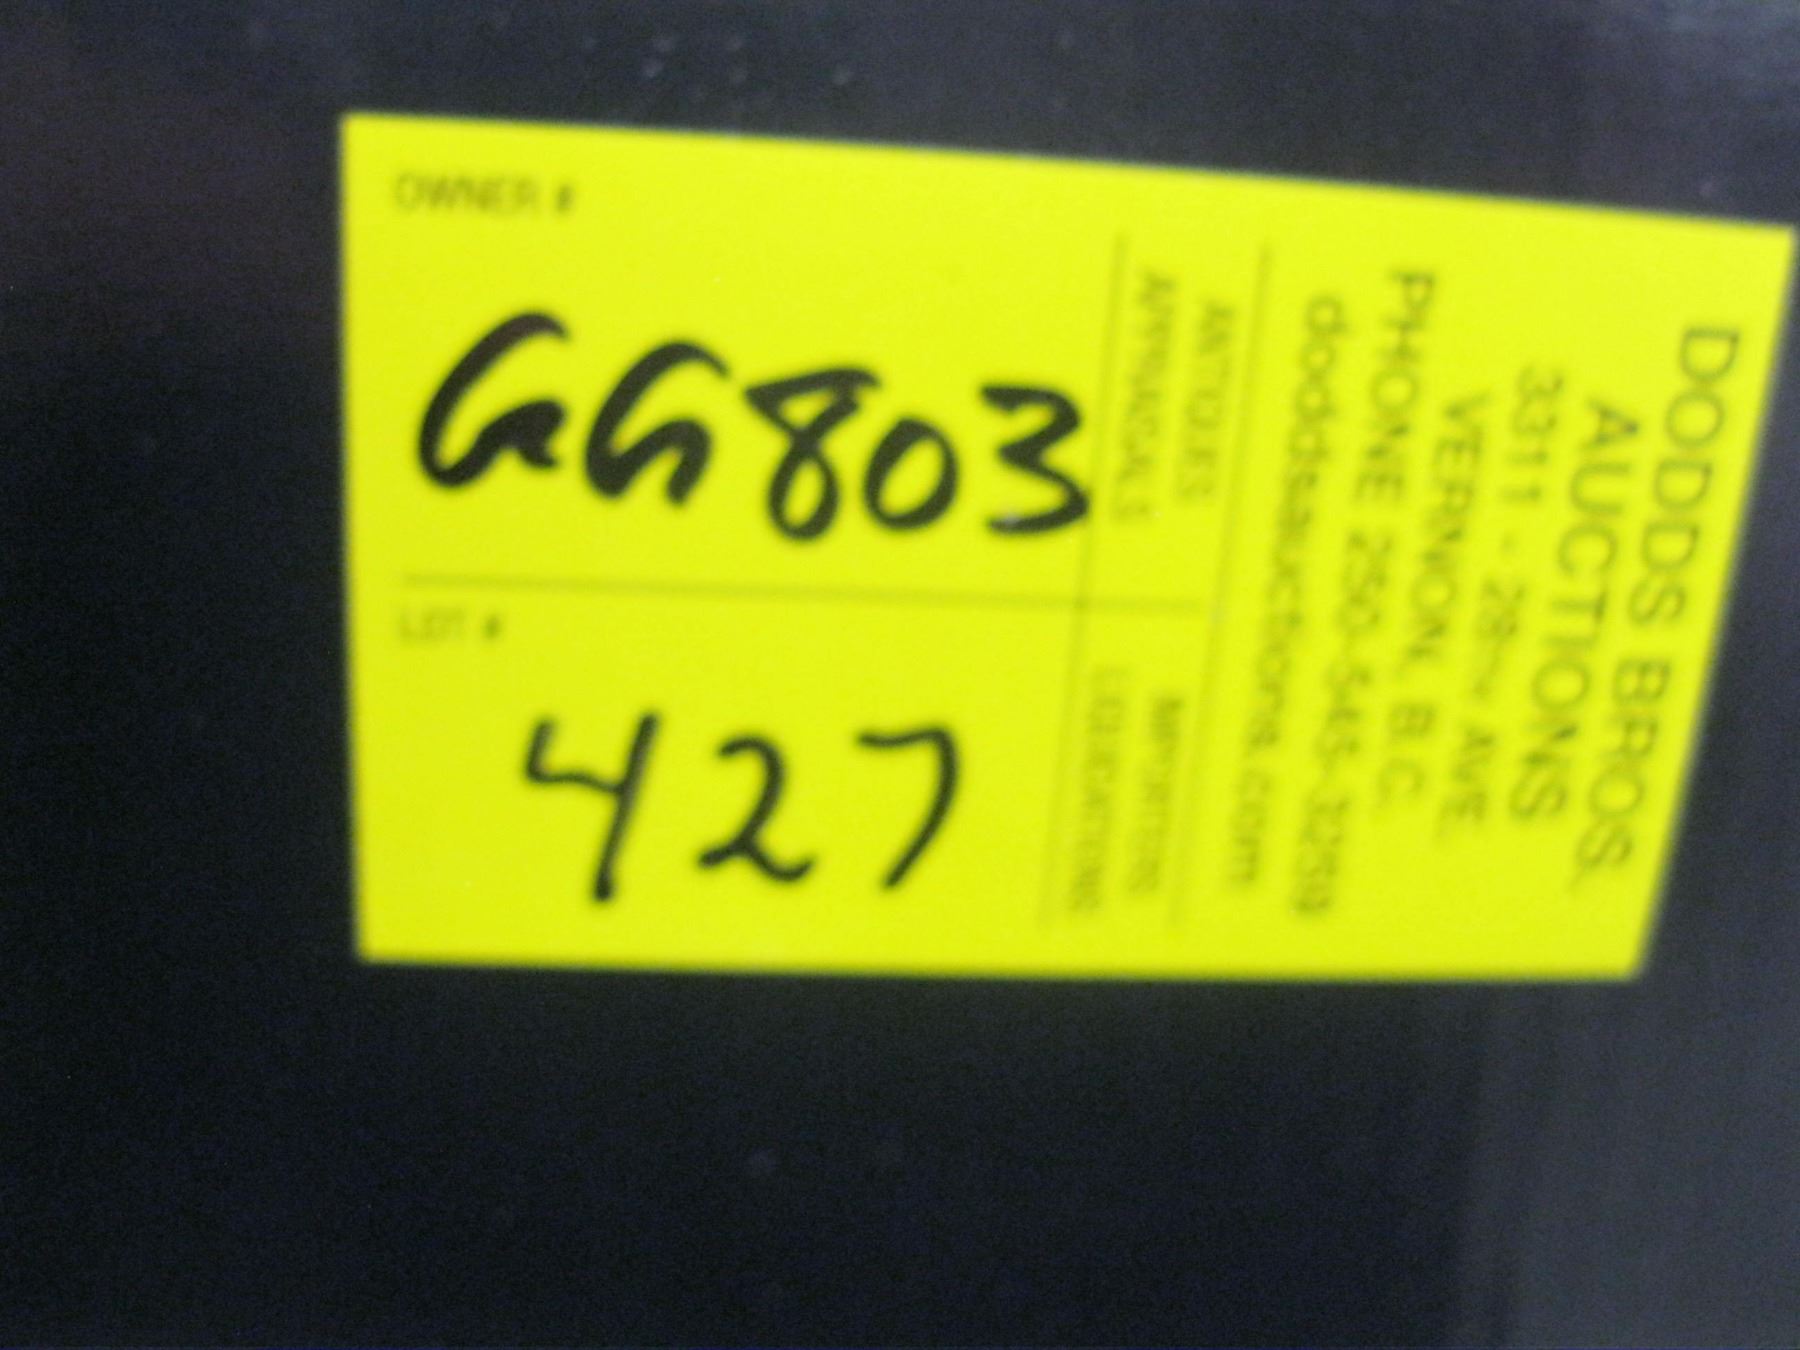 OWNER #
GG803
LOT #
427
DODDS BROS.
AUCTIONS
3311 - 28TH AVE.
VERNON, B.C.
PHONE 250-545-3259
doddsauctions.com
ANTIQUES
APPRAISALS
IMPORTERS
LIQUIDATIONS